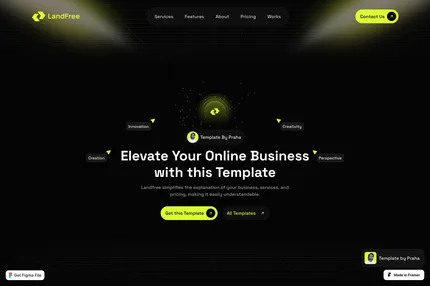 LandFree
Services Features About Pricing Works
Contact Us
Innovation
Creativity
Template By Praha
Creation
Perspective
Elevate Your Online Business
with this Template
Landfree simplifies the explanation of your business, services, and
pricing, making it easily understandable.
Get this Template
All Templates
Template by Praha
Get Figma File
Made in Framer